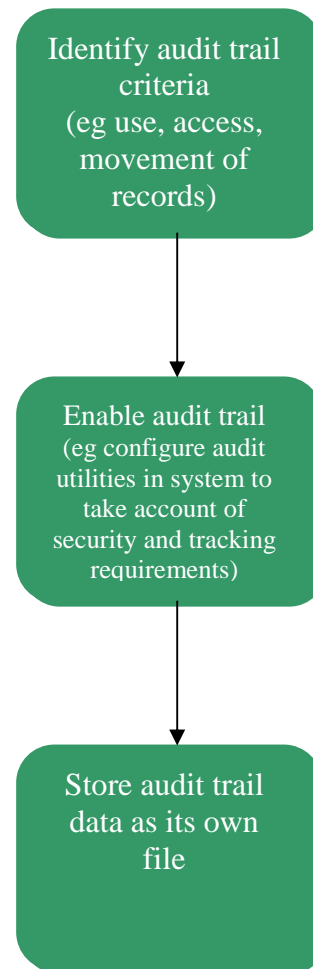 Identify audit trail
criteria
(eg use, access,
movement of
records)
Enable audit trail
(eg configure audit
utilities in system to
take account of
security and tracking
requirements)
Store audit trail
data as its own
file